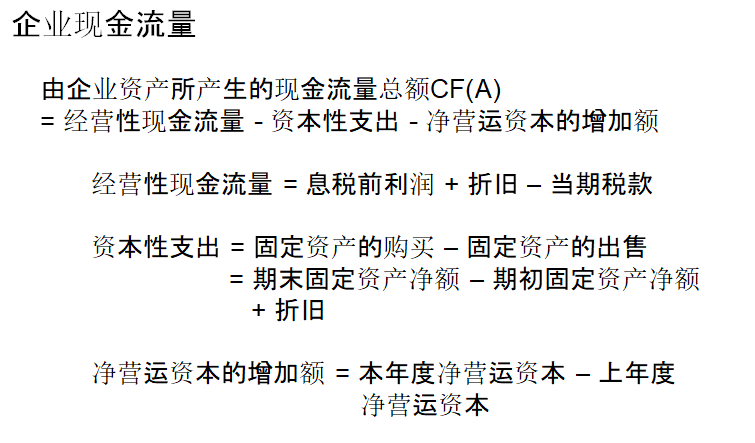 企业现金流量
由企业资产所产生的现金流量总额CF(A)
= 经营性现金流量 - 资本性支出 - 净营运资本的增加额
经营性现金流量 = 息税前利润 + 折旧 – 当期税款
资本性支出 = 固定资产的购买 – 固定资产的出售
= 期末固定资产净额 – 期初固定资产净额
+ 折旧
净营运资本的增加额 = 本年度净营运资本 – 上年度
净营运资本